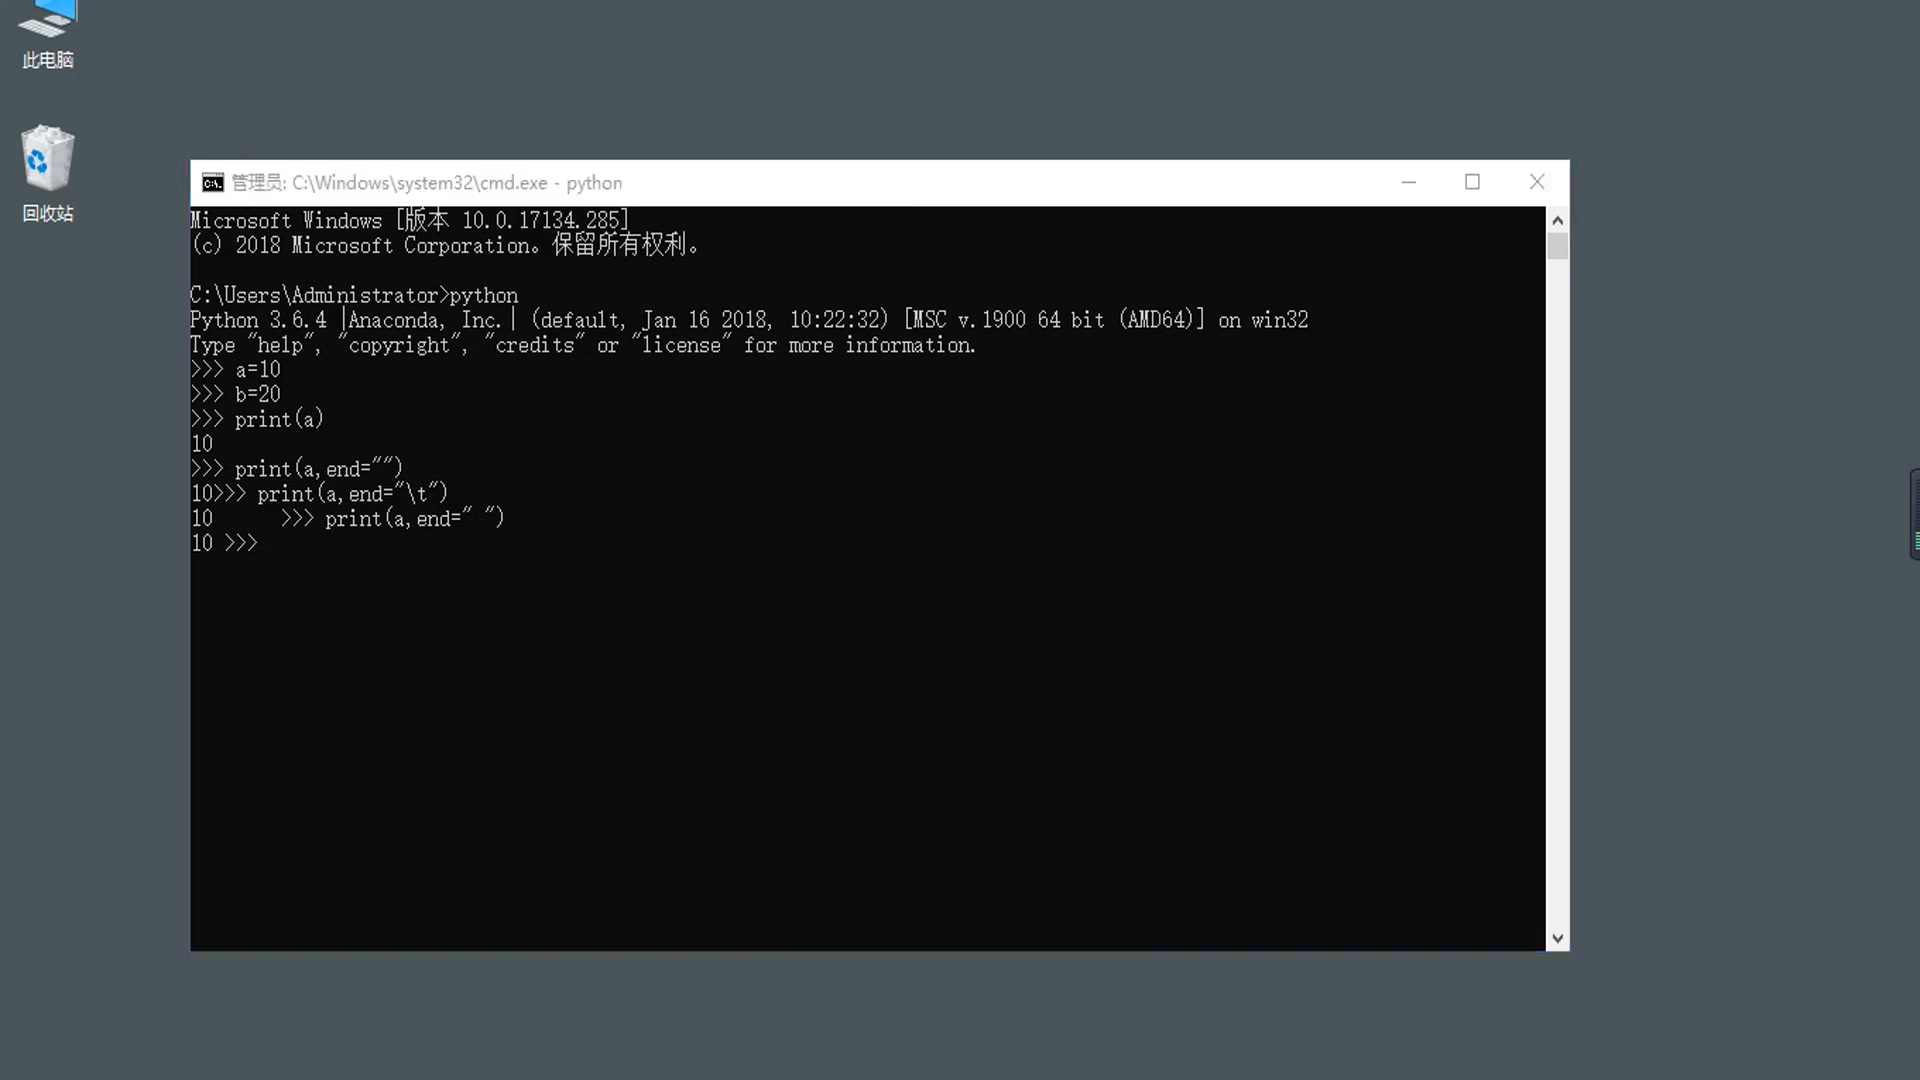 此电脑
回收站
管理员: C:\Windows\system32\cmd.exe - python
Microsoft Windows [版本 10.0.17134.285]
(c) 2018 Microsoft Corporation。保留所有权利。
C:\Users\Administrator>python
Python 3.6.4 |Anaconda, Inc.| (default, Jan 16 2018, 10:22:32) [MSC v.1900 64 bit (AMD64)] on win32
Type "help", "copyright", "credits" or "license" for more information.
>>> a=10
>>> b=20
>>> print(a)
10
>>> print(a,end="")
10>>> print(a,end="\t")
10      >>> print(a,end=" ")
10 >>>